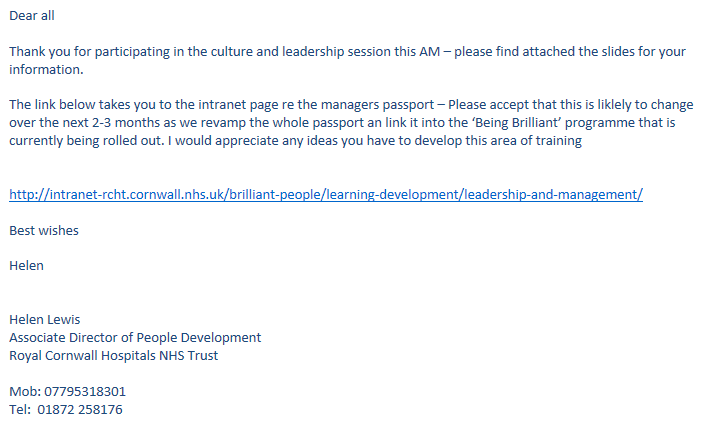 Dear all
Thank you for participating in the culture and leadership session this AM – please find attached the slides for your
information.
The link below takes you to the intranet page re the managers passport – Please accept that this is liklely to change
over the next 2-3 months as we revamp the whole passport an link it into the ‘Being Brilliant’ programme that is
currently being rolled out. I would appreciate any ideas you have to develop this area of training
http://intranet-rcht.cornwall.nhs.uk/brilliant-people/learning-development/leadership-and-management/
Best wishes
Helen
Helen Lewis
Associate Director of People Development
Royal Cornwall Hospitals NHS Trust
Mob: 07795318301
Tel:  01872 258176